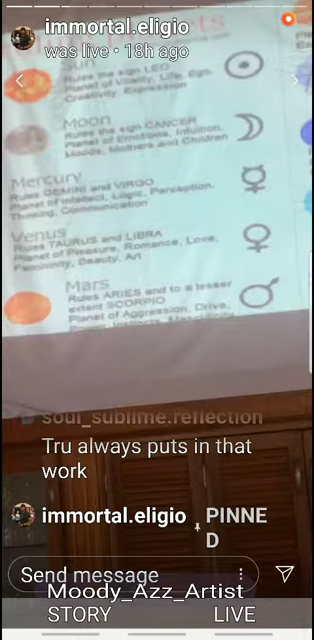 immortal.eligio
was live • 18h ago
Sun
Rules the sign LEO
Planet of Vitality, Life, Ego,
Creativity, Expression
Moon
Rules the sign CANCER
Planet of Emotions, Intuition,
Moods, Mothers and Children
Mercury
Rules GEMINI and VIRGO
Planet of Intellect, Logic, Perception,
Thinking, Communication
Venus
Rules TAURUS and LIBRA
Planet of Pleasure, Romance, Love,
Femininity, Beauty, Art
Mars
Rules ARIES and to a lesser
extent SCORPIO
Planet of Aggression, Drive,
soul_sublime.reflection
Tru always puts in that
work
immortal.eligio PINNE
D
Send message
Moody_Azz_Artist
STORY LIVE